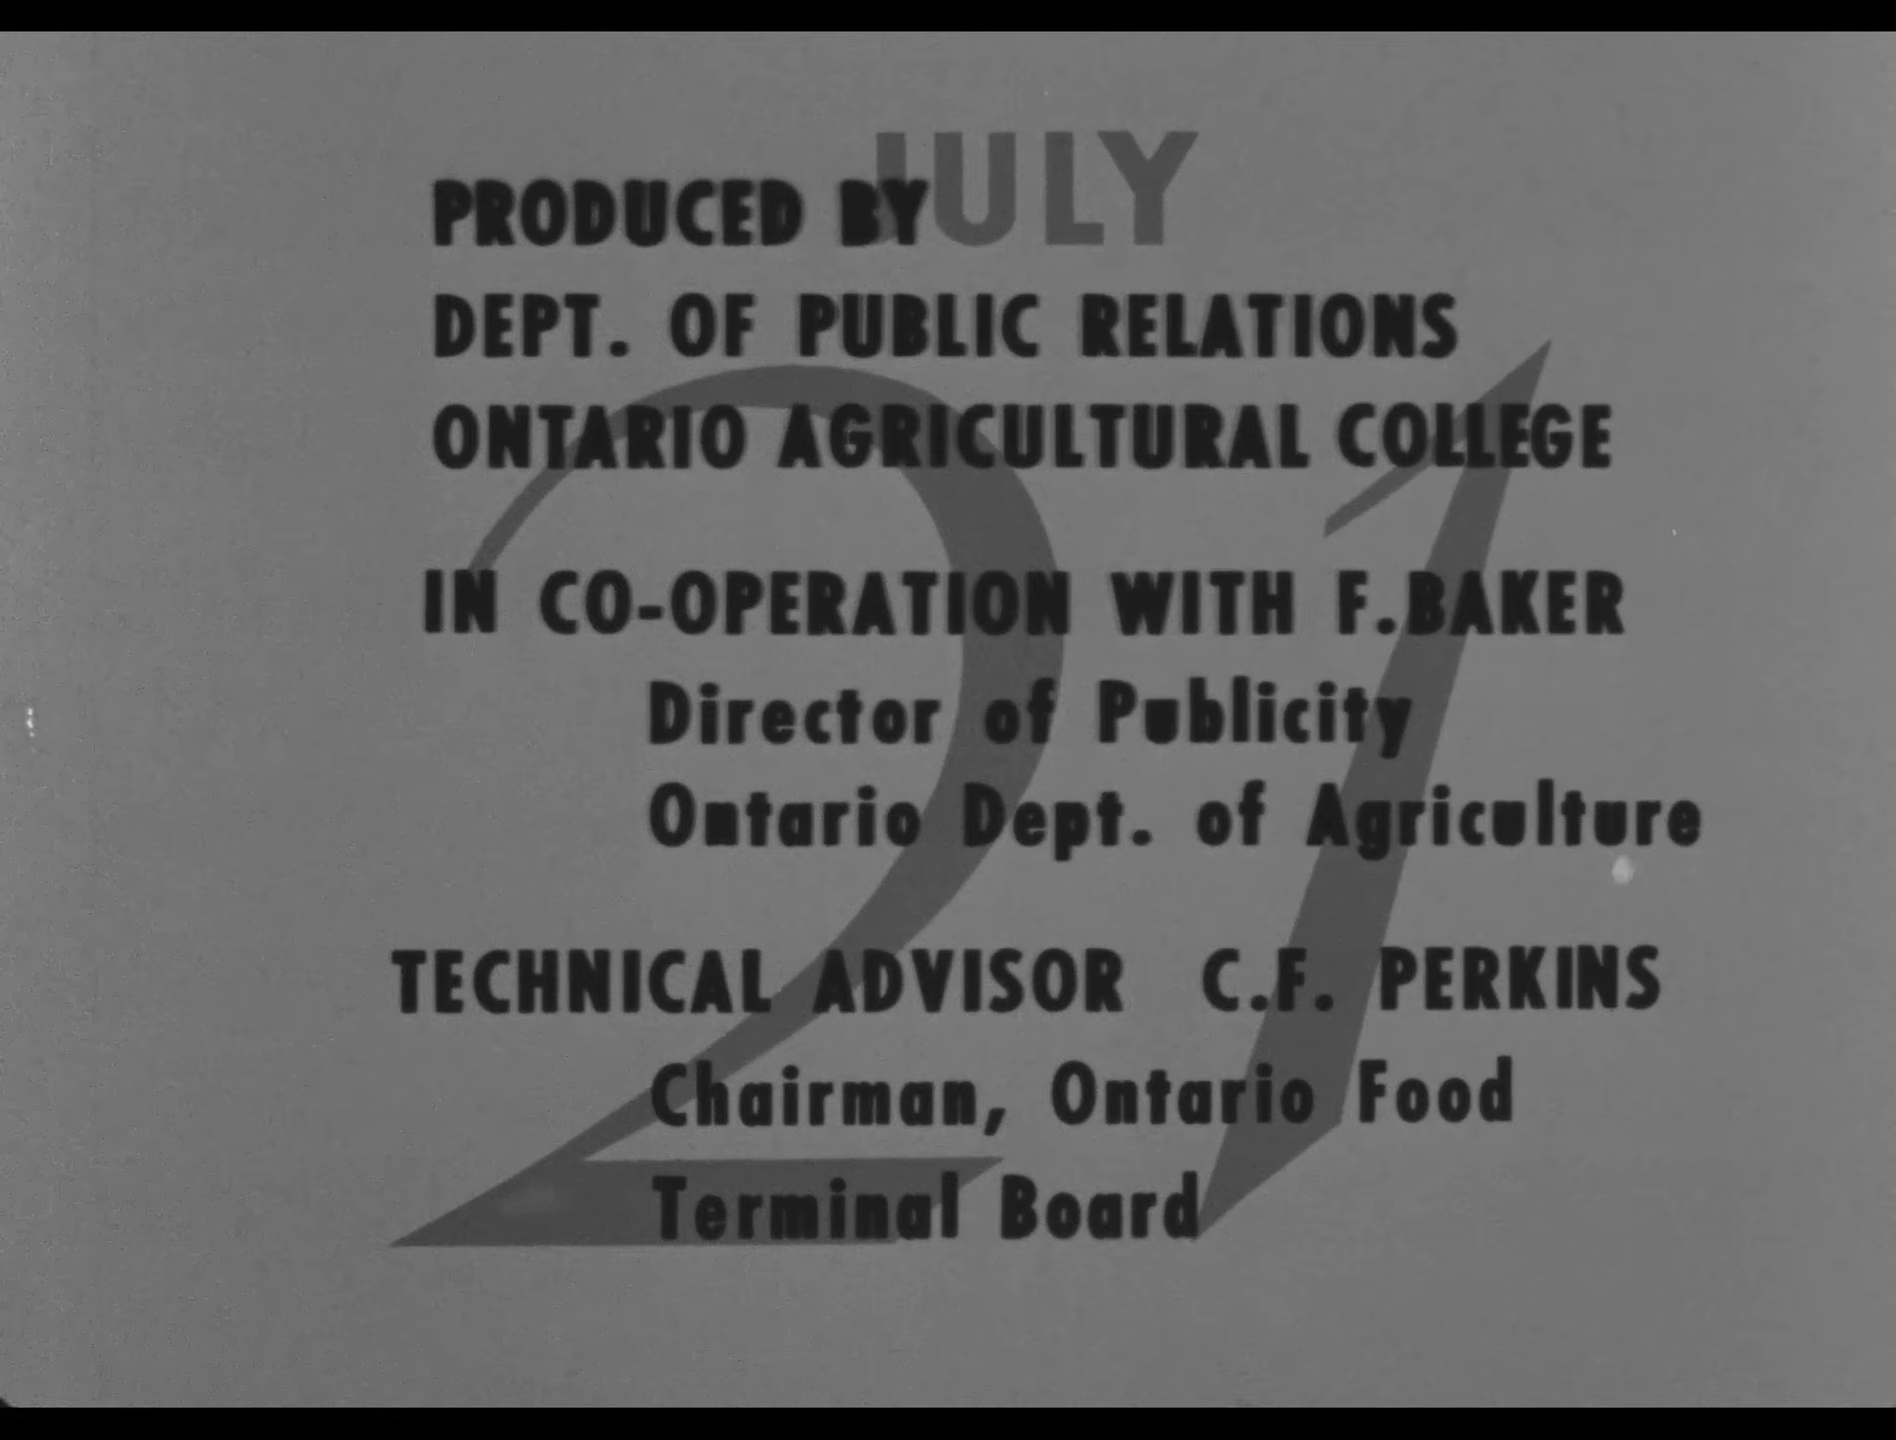 JULY
21
PRODUCED BY
DEPT. OF PUBLIC RELATIONS
ONTARIO AGRICULTURAL COLLEGE
IN CO-OPERATION WITH F. BAKER
Director of Publicity
Ontario Dept. of Agriculture
TECHNICAL ADVISOR C.F. PERKINS
Chairman, Ontario Food
Terminal Board